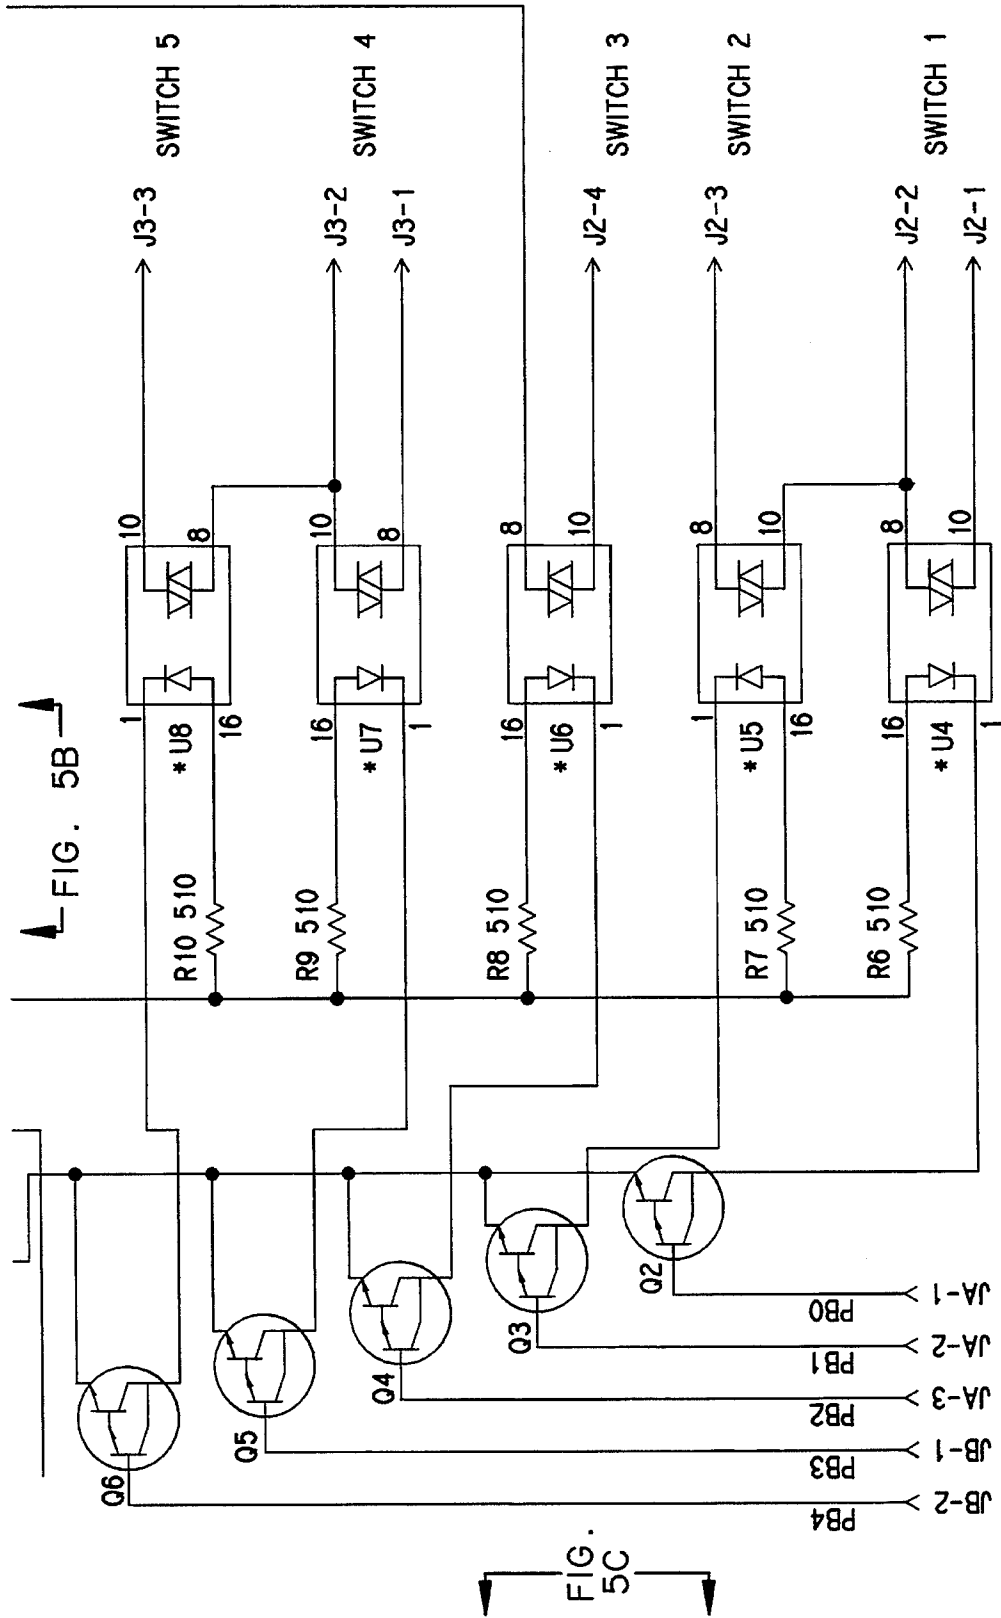 SWITCH 5
SWITCH 4
SWITCH 3
SWITCH 2
SWITCH 1
J3-3
J3-2
J3-1
J2-4
J2-3
J2-2
J2-1
10
8
10
8
8
10
8
10
8
10
FIG. 5B
1
*U8
16
16
*U7
1
16
*U6
1
1
*U5
16
16
*U4
1
R10 510
R9 510
R8 510
R7 510
R6 510
Q6
Q5
Q4
Q3
Q2
PB4
PB3
PB2
PB1
PB0
JB-2
JB-1
JA-3
JA-2
JA-1
FIG.
5C